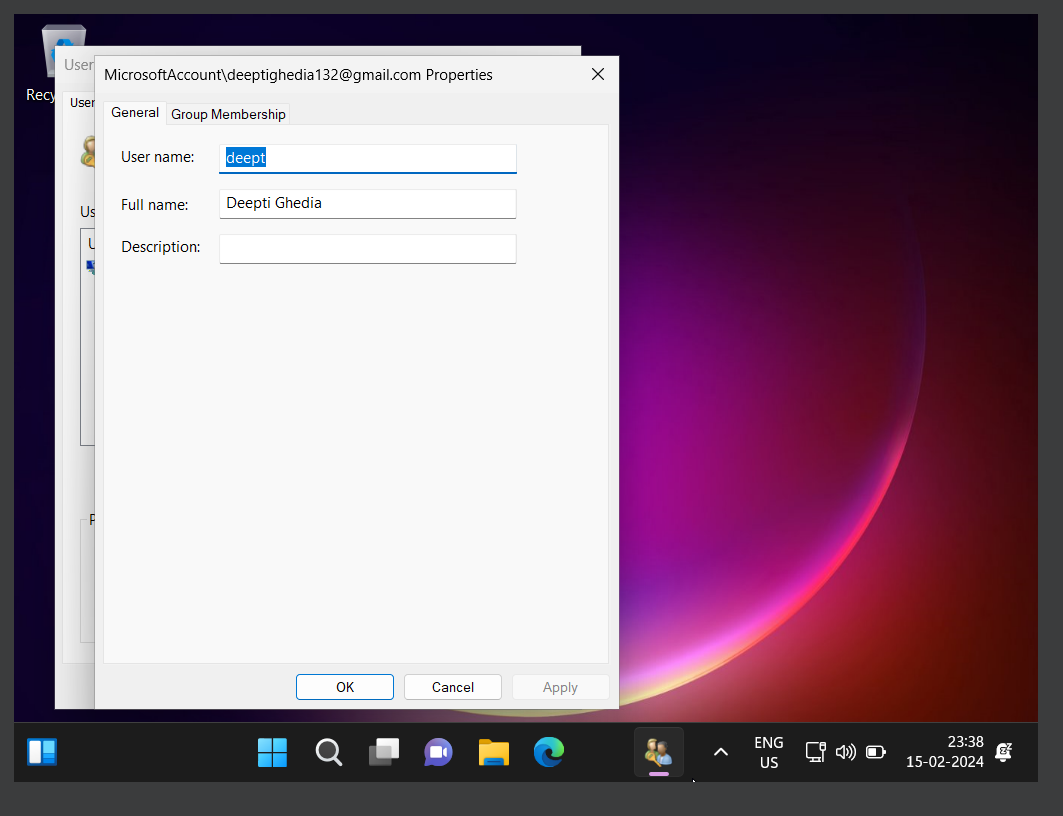 Recy
User
MicrosoftAccount\deeptighedia132@gmail.com Properties
User
General
Group Membership
User name:
deept
Us
Full name:
Deepti Ghedia
U
Description:
P
OK
Cancel
Apply
ENG
US
23:38
15-02-2024